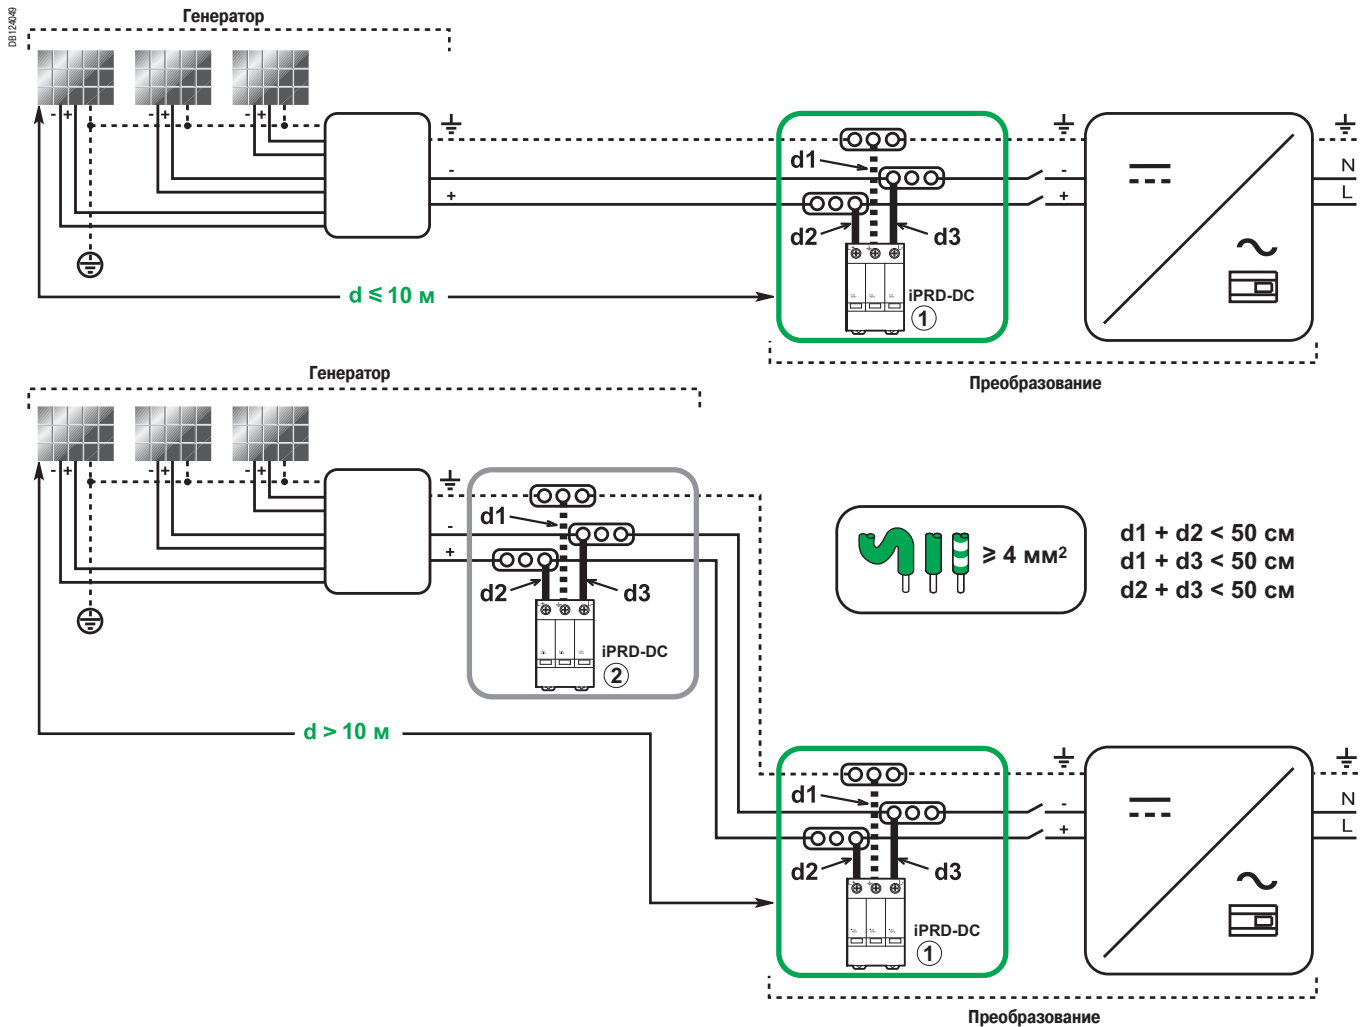 DB124049
Генератор
- +
- +
- +
-
+
d1
d2
d3
iPRD-DC
1
-
+
N
L
d ⩽ 10 м
Преобразование
Генератор
- +
- +
- +
-
+
d1
d2
d3
iPRD-DC
2
⩾ 4 мм²
d1 + d2 < 50 см
d1 + d3 < 50 см
d2 + d3 < 50 см
d > 10 м
d1
d2
d3
iPRD-DC
1
-
+
N
L
Преобразование